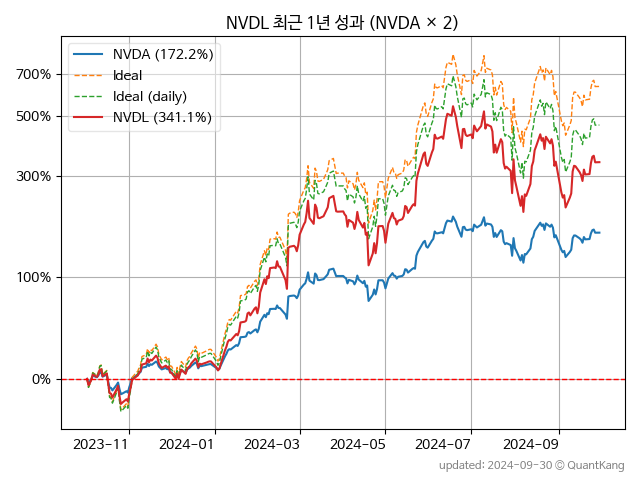 NVDL 최근 1년 성과 (NVDA × 2)
NVDA (172.2%)
Ideal
Ideal (daily)
NVDL (341.1%)
700%
500%
300%
100%
0%
2023-11
2024-01
2024-03
2024-05
2024-07
2024-09
updated: 2024-09-30 © QuantKang